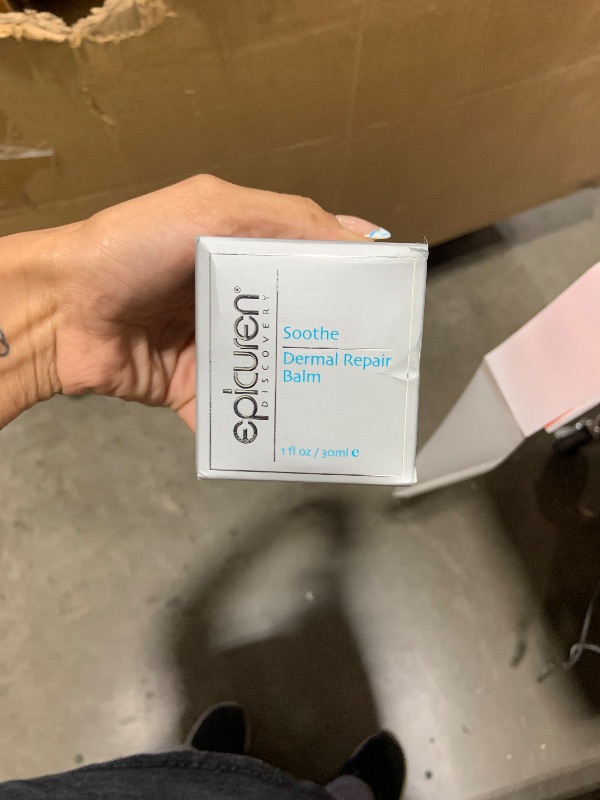 epicuren®
DISCOVERY
Soothe
Dermal Repair
Balm
1 fl oz / 30ml e